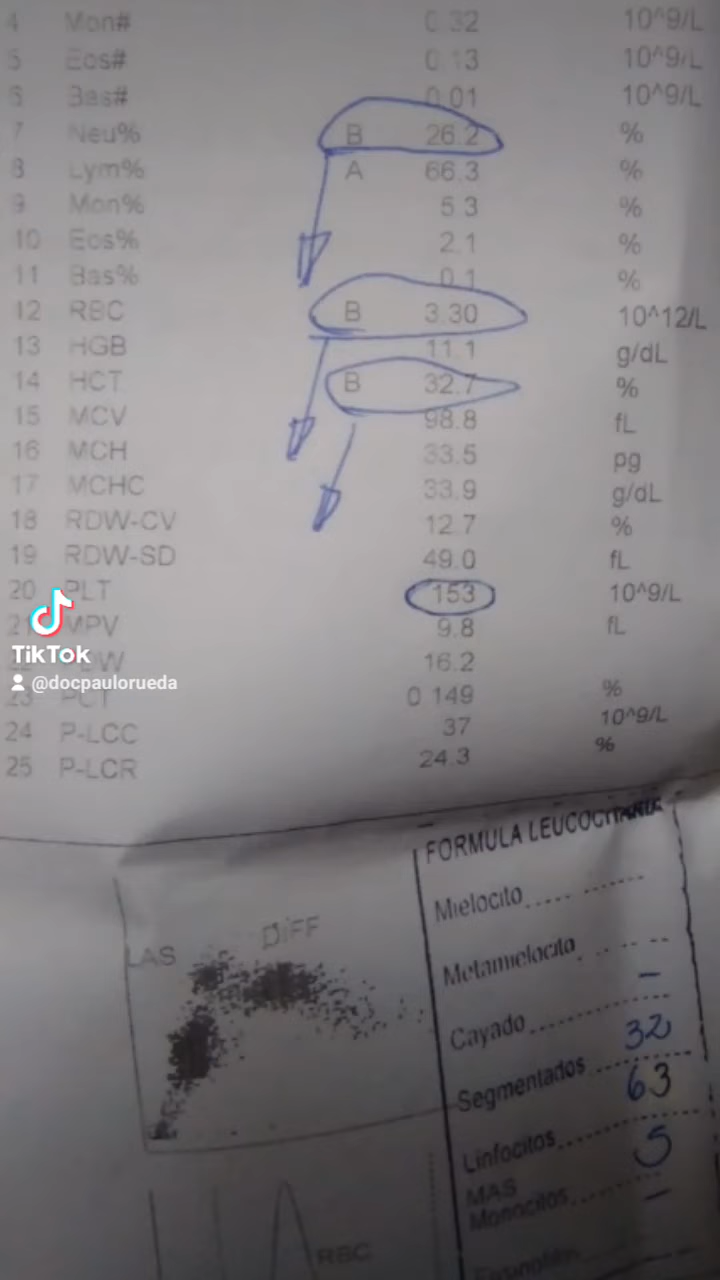 4 Mon# 0.32 10^9/L
5 Eos# 0.13 10^9/L
6 Bas# 0.01 10^9/L
7 Neu% B 26.2 %
8 Lym% A 66.3 %
9 Mon% 5.3 %
10 Eos% 2.1 %
11 Bas% 0.1 %
12 RBC B 3.30 10^12/L
13 HGB 11.1 g/dL
14 HCT B 32.7 %
15 MCV 98.8 fL
16 MCH 33.5 pg
17 MCHC 33.9 g/dL
18 RDW-CV 12.7 %
19 RDW-SD 49.0 fL
20 PLT 153 10^9/L
21 MPV 9.8 fL
16.2
23 PCT 0.149 %
24 P-LCC 37 10^9/L
25 P-LCR 24.3 %
TikTok
@docpaulorueda
FORMULA LEUCOCITARIA
Mielocito
Metamielocito
Cayado –
Segmentados 32
Linfocitos 63
MAS
Monocitos 5
LAS
DIFF
RBC